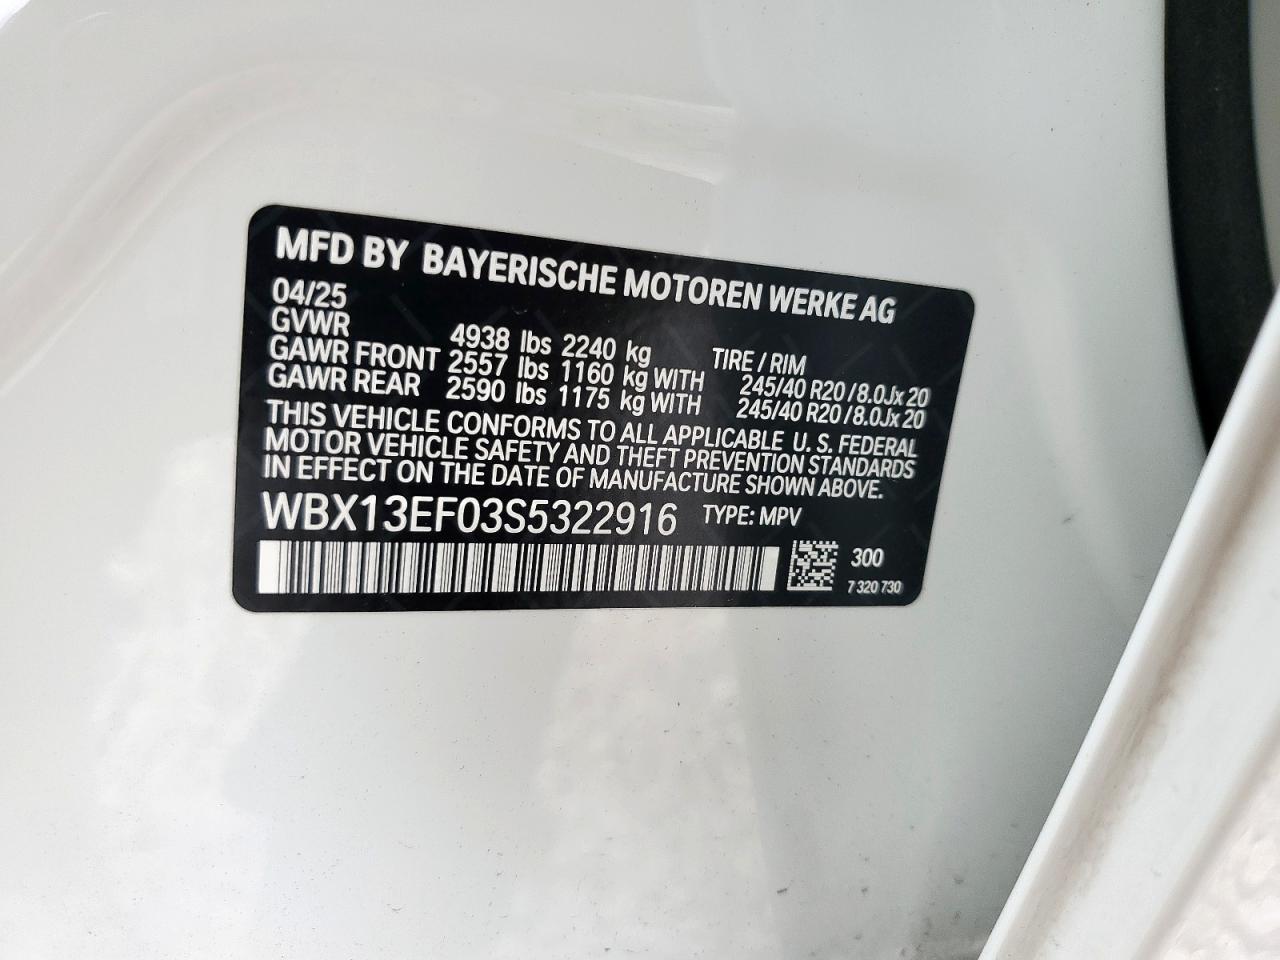 MFD BY BAYERISCHE MOTOREN WERKE AG
04/25
GVWR 4938 lbs 2240 kg TIRE / RIM
GAWR FRONT 2557 lbs 1160 kg WITH 245/40 R20 / 8.0Jx 20
GAWR REAR 2590 lbs 1175 kg WITH 245/40 R20 / 8.0Jx 20
THIS VEHICLE CONFORMS TO ALL APPLICABLE U. S. FEDERAL
MOTOR VEHICLE SAFETY AND THEFT PREVENTION STANDARDS
IN EFFECT ON THE DATE OF MANUFACTURE SHOWN ABOVE.
WBX13EF03S5322916 TYPE: MPV
300
7 320 730